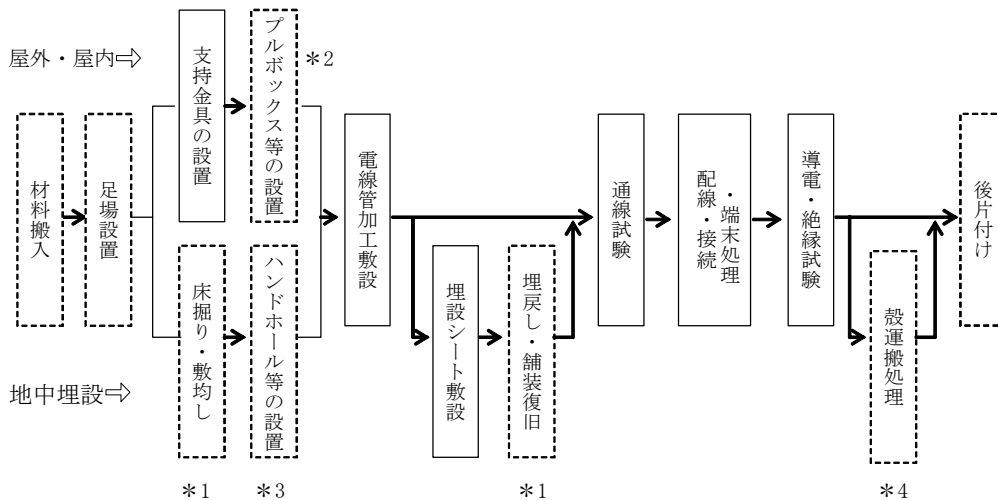 屋外・屋内⇨
材料搬入
足場設置
支持金具の設置
プルボックス等の設置
＊2
床掘り・敷均し
ハンドホール等の設置
地中埋設⇨
＊1
＊3
電線管加工敷設
埋設シート敷設
埋戻し・舗装復旧
＊1
通線試験
配線・接続
・端末処理
導電・絶縁試験
殻運搬処理
＊4
後片付け